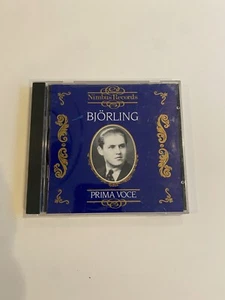 Nimbus Records
BJÖRLING
PRIMA VOCE